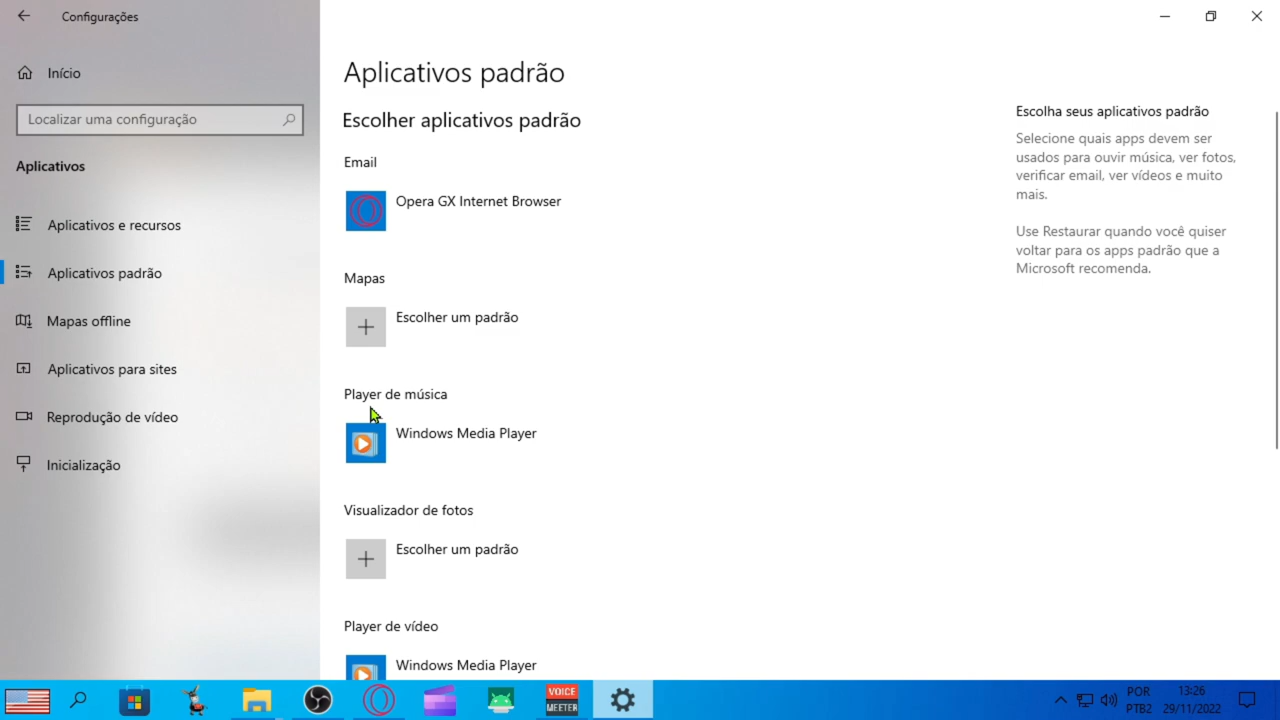 Configurações
Início
Localizar uma configuração
Aplicativos
Aplicativos e recursos
Aplicativos padrão
Mapas offline
Aplicativos para sites
Reprodução de vídeo
Inicialização
Aplicativos padrão
Escolher aplicativos padrão
Email
Opera GX Internet Browser
Mapas
Escolher um padrão
Player de música
Windows Media Player
Visualizador de fotos
Escolher um padrão
Player de vídeo
Windows Media Player
Escolha seus aplicativos padrão
Selecione quais apps devem ser
usados para ouvir música, ver fotos,
verificar email, ver vídeos e muito
mais.
Use Restaurar quando você quiser
voltar para os apps padrão que a
Microsoft recomenda.
VOICE
MEETER
POR
PTB2
13:26
29/11/2022